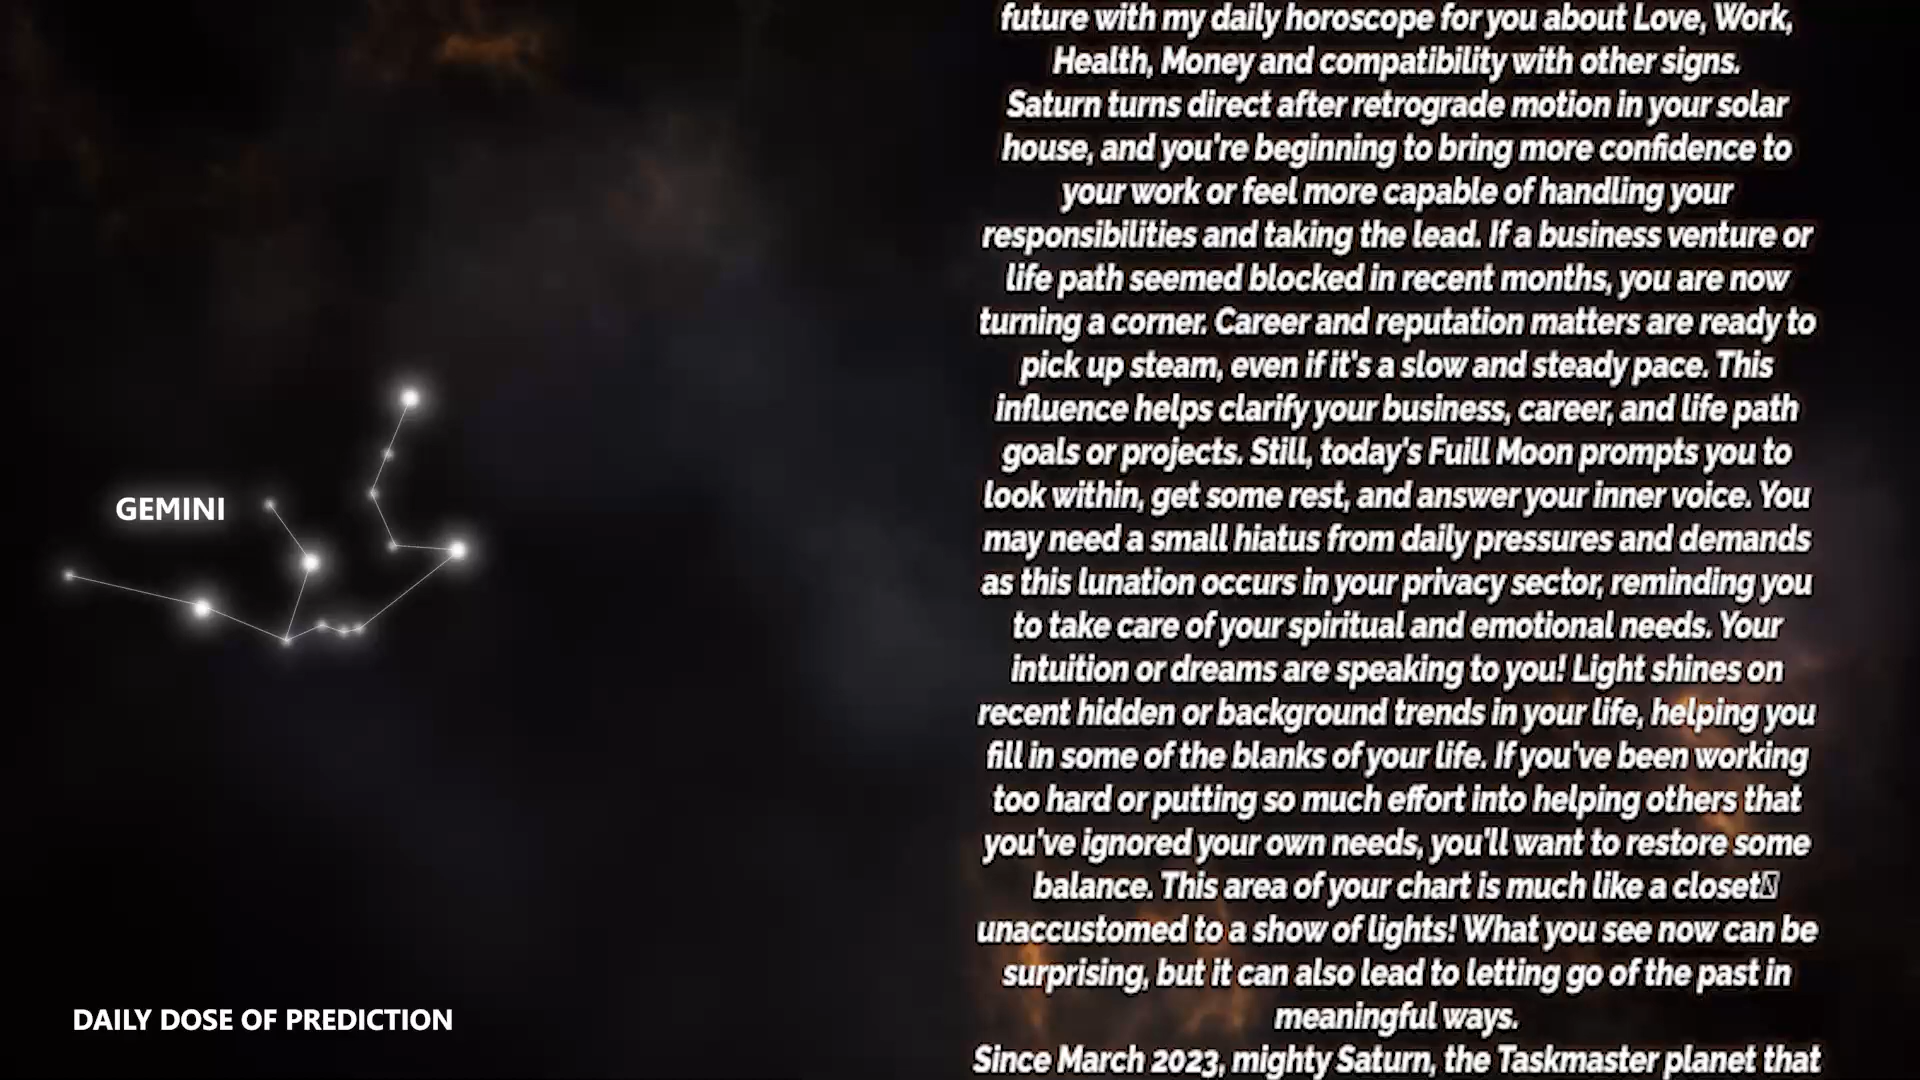 future with my daily horoscope for you about Love, Work,
Health, Money and compatibility with other signs.
Saturn turns direct after retrograde motion in your solar
house, and you're beginning to bring more confidence to
your work or feel more capable of handling your
responsibilities and taking the lead. If a business venture or
life path seemed blocked in recent months, you are now
turning a corner. Career and reputation matters are ready to
pick up steam, even if it's a slow and steady pace. This
influence helps clarify your business, career, and life path
goals or projects. Still, today's Fuill Moon prompts you to
look within, get some rest, and answer your inner voice. You
may need a small hiatus from daily pressures and demands
as this lunation occurs in your privacy sector, reminding you
to take care of your spiritual and emotional needs. Your
intuition or dreams are speaking to you! Light shines on
recent hidden or background trends in your life, helping you
fill in some of the blanks of your life. If you've been working
too hard or putting so much effort into helping others that
you've ignored your own needs, you'll want to restore some
balance. This area of your chart is much like a closet
unaccustomed to a show of lights! What you see now can be
surprising, but it can also lead to letting go of the past in
meaningful ways.
Since March 2023, mighty Saturn, the Taskmaster planet that
GEMINI
DAILY DOSE OF PREDICTION